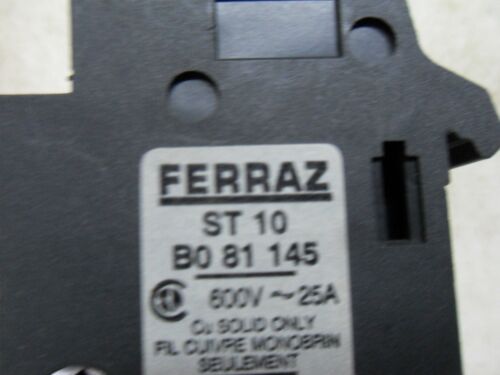 FERRAZ
ST 10
B0 81 145
600V ~ 25A
Cu SOLID ONLY
FIL CUIVRE MONOBRIN
SEULEMENT